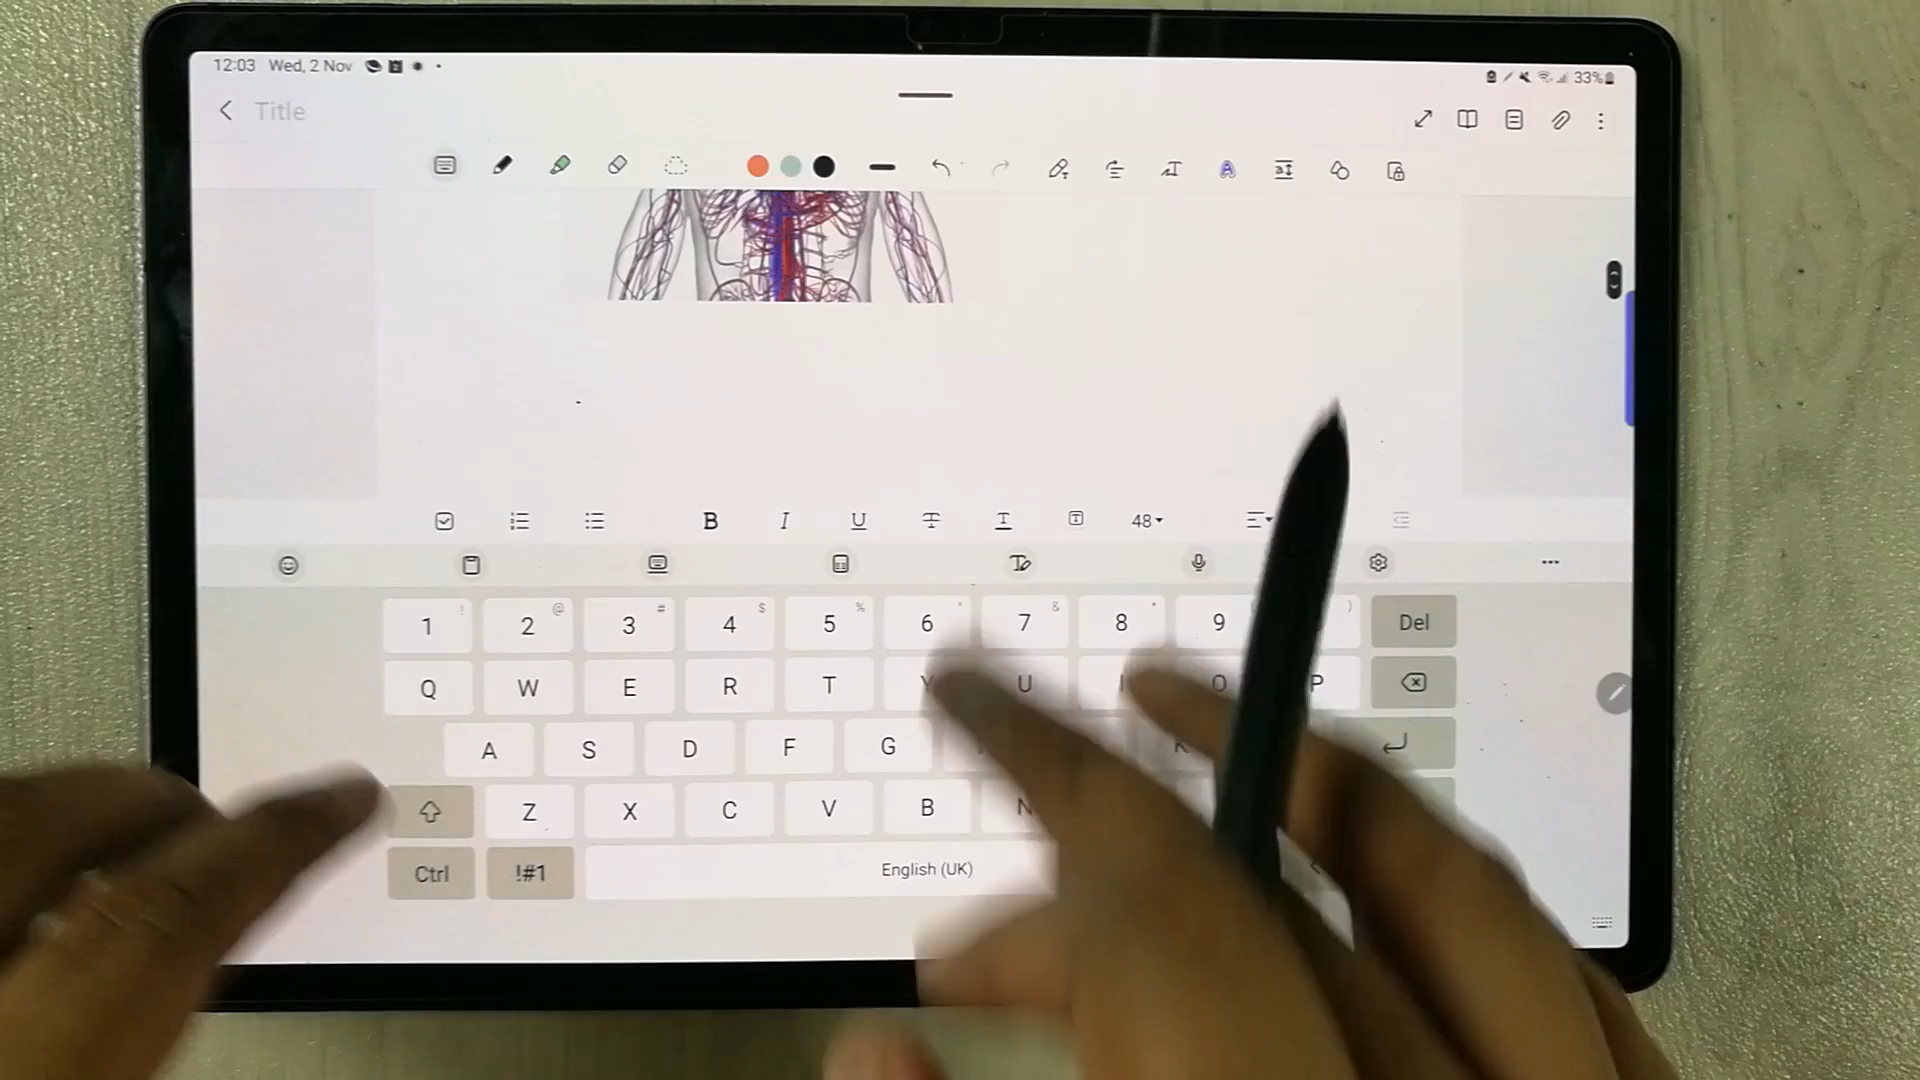 12:03 Wed, 2 Nov
33%
Title
B I U T T T 48
1 ! 2 @ 3 # 4 $ 5 % 6 7 & 8 9 ) Del
Q W E R T Y U I O P
A S D F G K
Z X C V B N
Ctrl !#1 English (UK)